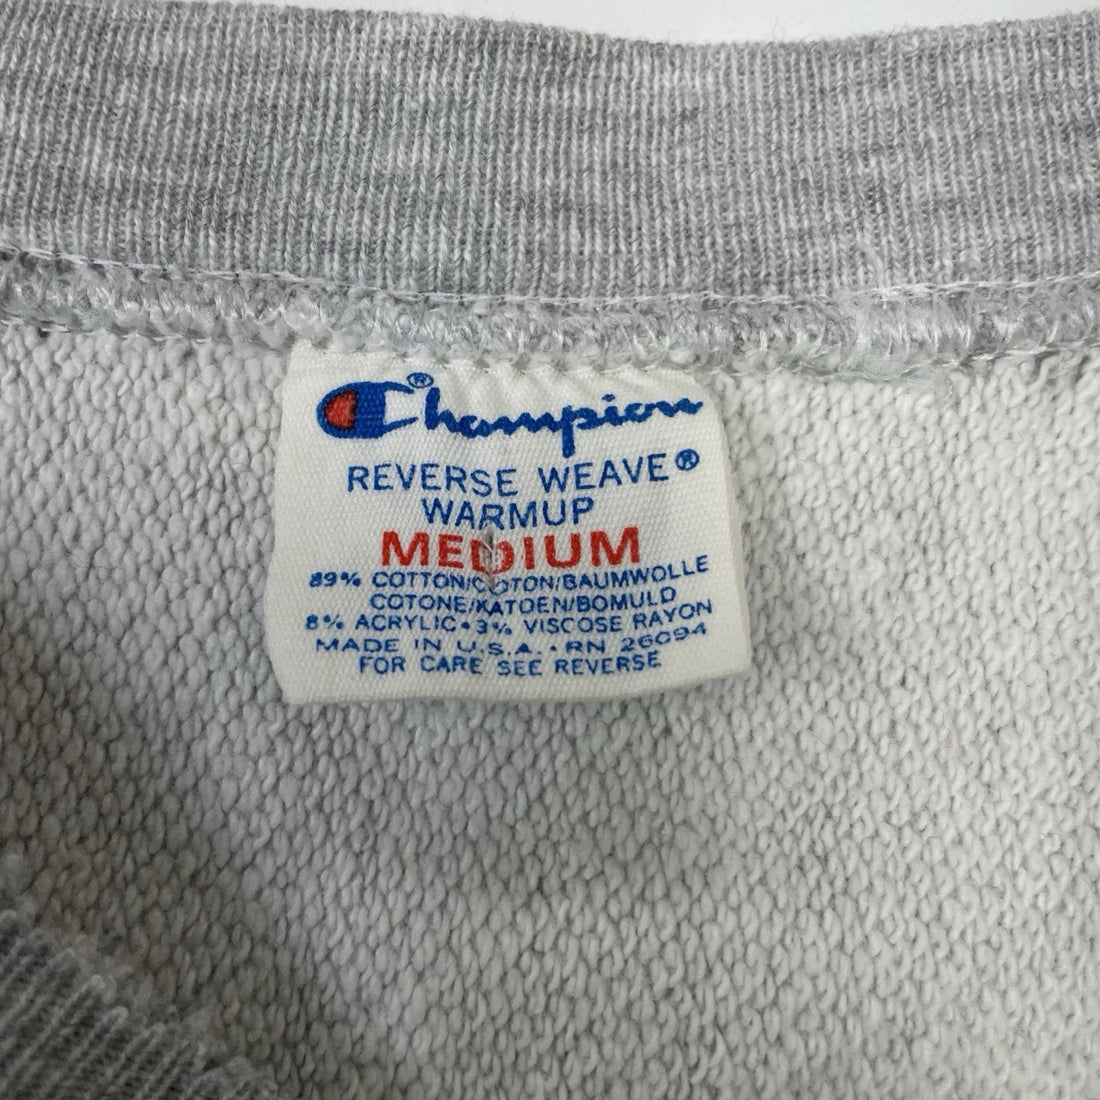 Champion®
REVERSE WEAVE®
WARMUP
MEDIUM
89% COTTON/COTON/BAUMWOLLE
COTONE/KATOEN/BOMULD
8% ACRYLIC • 3% VISCOSE RAYON
MADE IN U.S.A. • RN 26094
FOR CARE SEE REVERSE